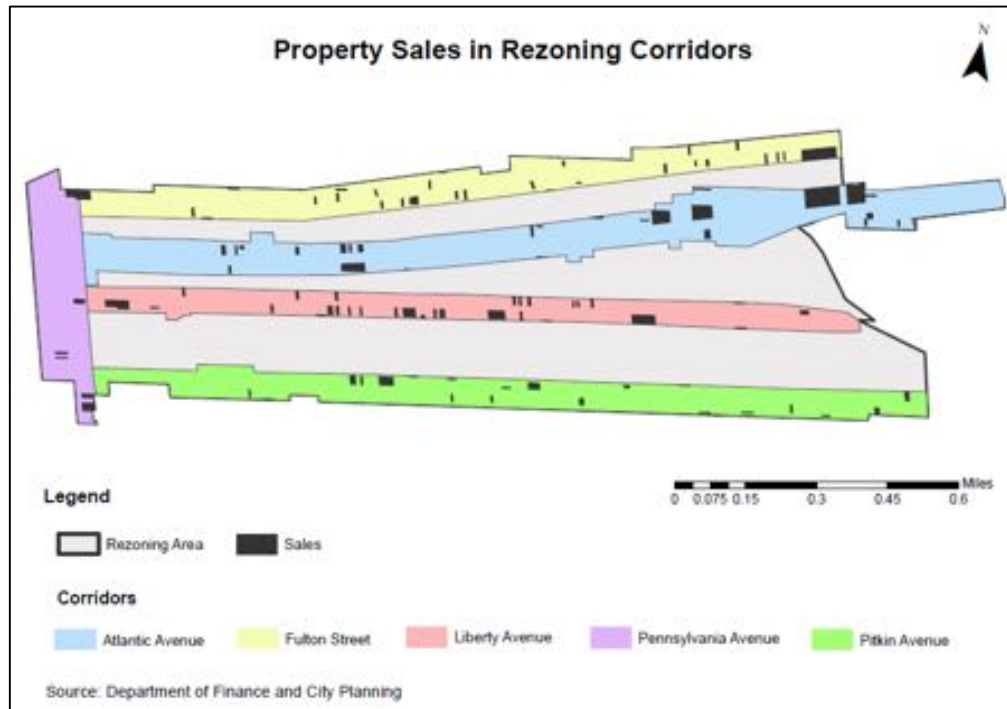 Property Sales in Rezoning Corridors
N
Miles
0 0.075 0.15 0.3 0.45 0.6
Legend
Rezoning Area Sales
Corridors
Atlantic Avenue Fulton Street Liberty Avenue Pennsylvania Avenue Pitkin Avenue
Source: Department of Finance and City Planning